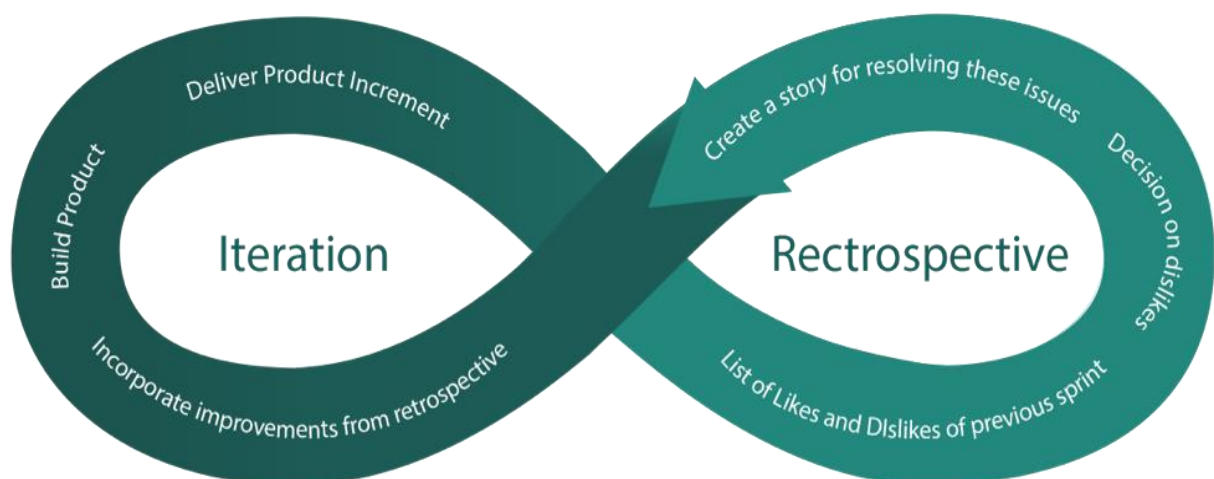 Deliver Product Increment
Build Product
Iteration
Incorporate improvements from retrospective
Create a story for resolving these issues
Decision on dislikes
Rectrospective
List of Likes and DIslikes of previous sprint